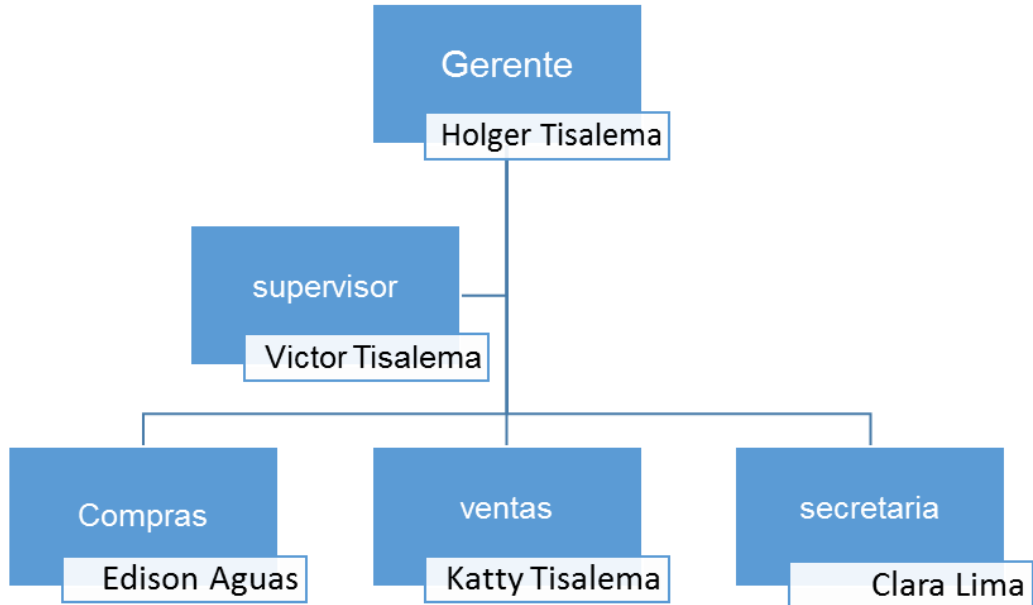 Gerente
Holger Tisalema
supervisor
Victor Tisalema
Compras
Edison Aguas
ventas
Katty Tisalema
secretaria
Clara Lima